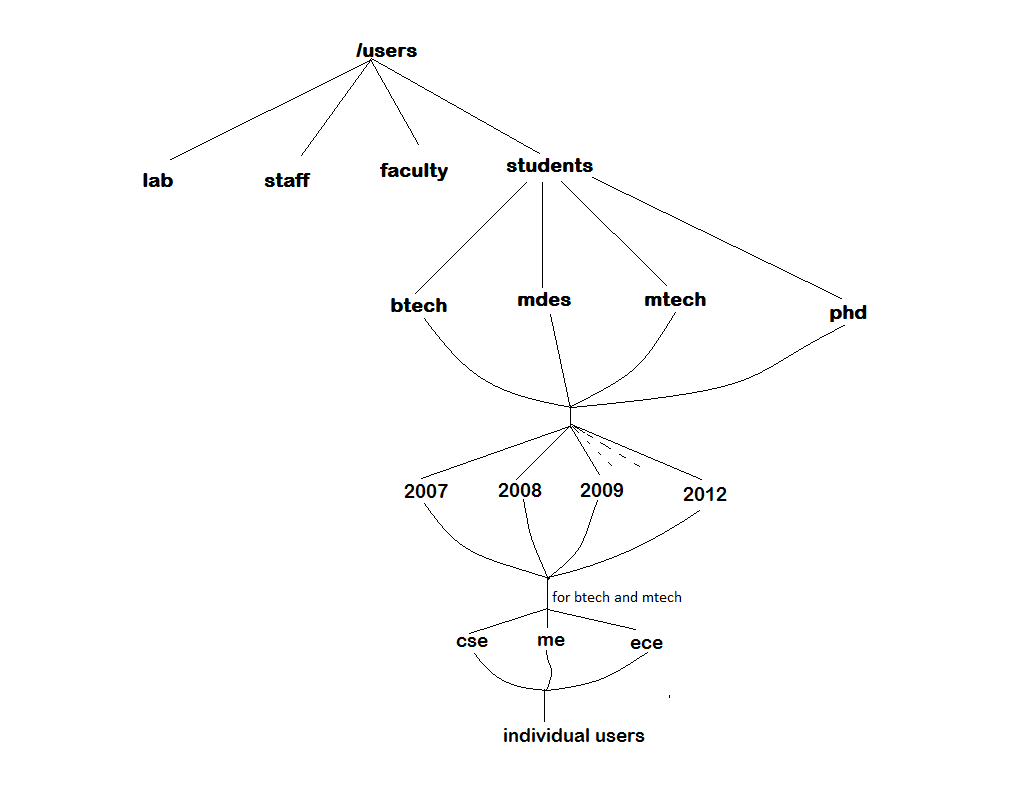 /users
lab
staff
faculty
students
btech
mdes
mtech
phd
2007
2008
2009
2012
for btech and mtech
cse
me
ece
individual users